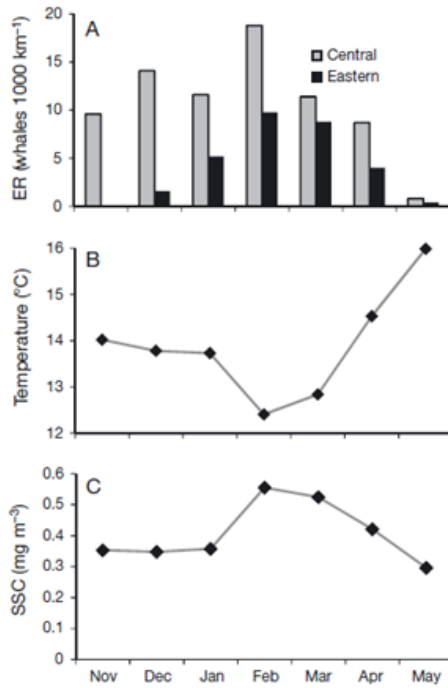 A
Central
Eastern
ER (whales 1000 km⁻¹)
20
15
10
5
0
B
Temperature (°C)
16
15
14
13
12
C
SSC (mg m⁻³)
0.6
0.5
0.4
0.3
0.2
0.1
0
Nov Dec Jan Feb Mar Apr May